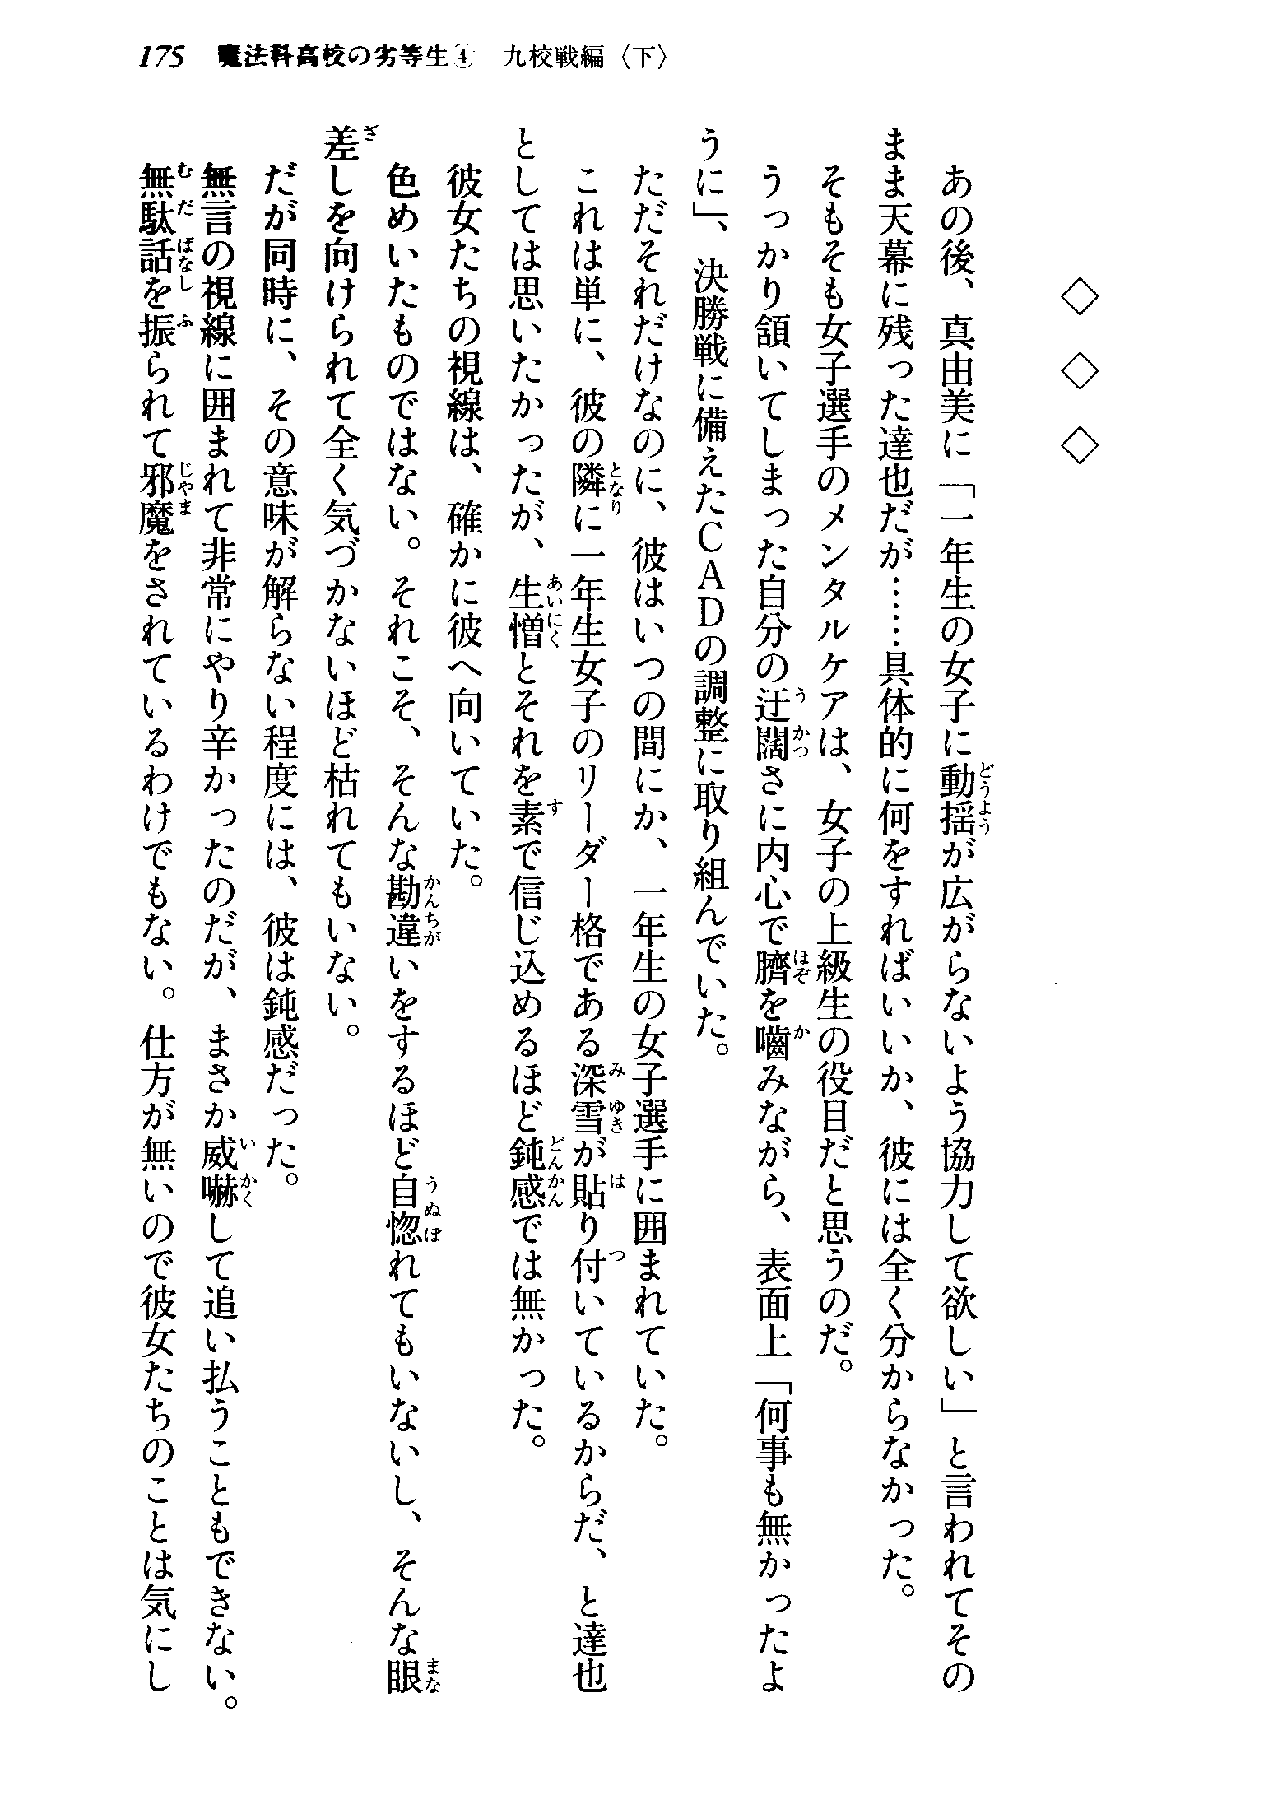 175 魔法科高校の劣等生④ 九校戦編〈下〉
◇ ◇ ◇
あの後、真由美に「一年生の女子に動揺が広がらないよう協力して欲しい」と言われてその
まま天幕に残った達也だが……具体的に何をすればいいか、彼には全く分からなかった。
そもそも女子選手のメンタルケアは、女子の上級生の役目だと思うのだ。
うっかり頷いてしまった自分の迂闊さに内心で臍を嚙みながら、表面上「何事も無かったよ
うに」、決勝戦に備えたＣＡＤの調整に取り組んでいた。
ただそれだけなのに、彼はいつの間にか、一年生の女子選手に囲まれていた。
これは単に、彼の隣に一年生女子のリーダー格である深雪が貼り付いているからだ、と達也
としては思いたかったが、生憎とそれを素で信じ込めるほど鈍感では無かった。
彼女たちの視線は、確かに彼へ向いていた。
色めいたものではない。それこそ、そんな勘違いをするほど自惚れてもいないし、そんな眼
差しを向けられて全く気づかないほど枯れてもいない。
だが同時に、その意味が解らない程度には、彼は鈍感だった。
無言の視線に囲まれて非常にやり辛かったのだが、まさか威嚇して追い払うこともできない。
無駄話を振られて邪魔をされているわけでもない。仕方が無いので彼女たちのことは気にし